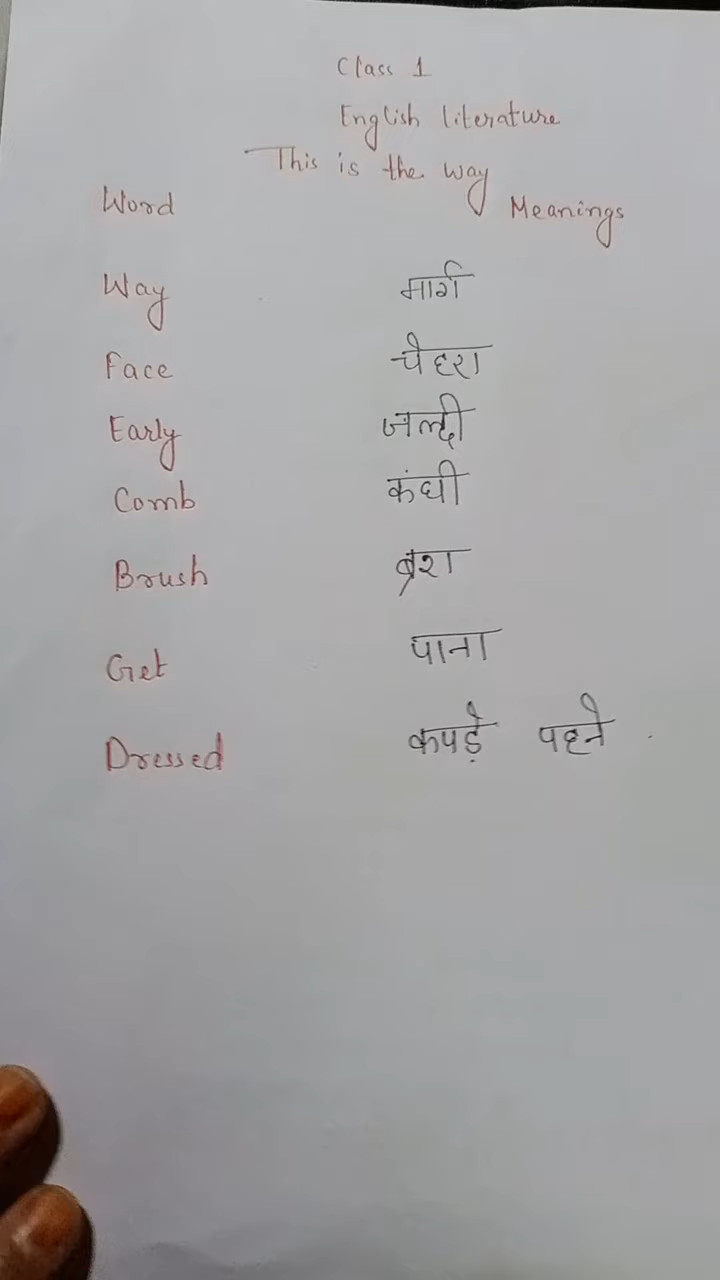 Class 1
English literature
This is the way
Word Meanings
Way मार्ग
Face चेहरा
Early जल्दी
Comb कंघी
Brush ब्रश
Get पाना
Dressed कपड़े पहने